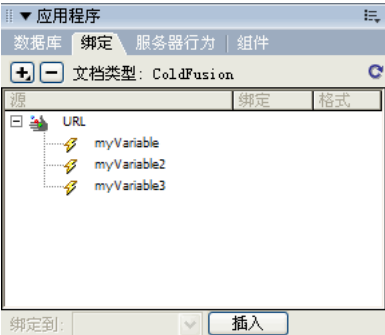 应用程序
数据库 绑定 服务器行为 组件
文档类型: ColdFusion
源 绑定 格式
URL
myVariable
myVariable2
myVariable3
绑定到: 插入